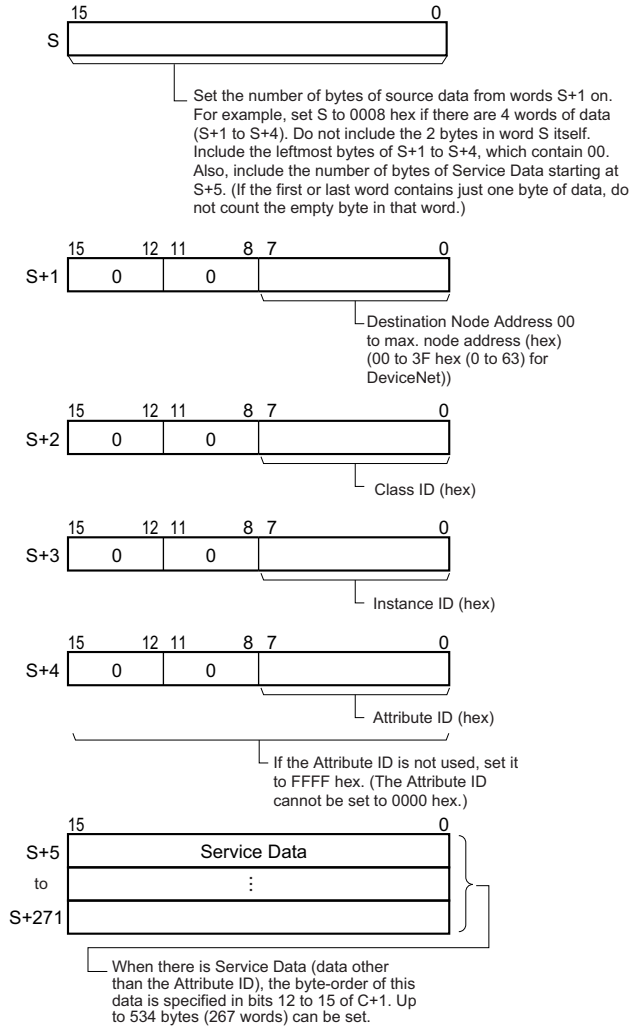 15 0
S
Set the number of bytes of source data from words S+1 on.
For example, set S to 0008 hex if there are 4 words of data
(S+1 to S+4). Do not include the 2 bytes in word S itself.
Include the leftmost bytes of S+1 to S+4, which contain 00.
Also, include the number of bytes of Service Data starting at
S+5. (If the first or last word contains just one byte of data, do
not count the empty byte in that word.)
15 12 11 8 7 0
S+1 0 0
Destination Node Address 00
to max. node address (hex)
(00 to 3F hex (0 to 63) for
DeviceNet))
15 12 11 8 7 0
S+2 0 0
Class ID (hex)
15 12 11 8 7 0
S+3 0 0
Instance ID (hex)
15 12 11 8 7 0
S+4 0 0
Attribute ID (hex)
If the Attribute ID is not used, set it
to FFFF hex. (The Attribute ID
cannot be set to 0000 hex.)
15 0
S+5 Service Data
to ⋮
S+271
When there is Service Data (data other
than the Attribute ID), the byte-order of this
data is specified in bits 12 to 15 of C+1. Up
to 534 bytes (267 words) can be set.